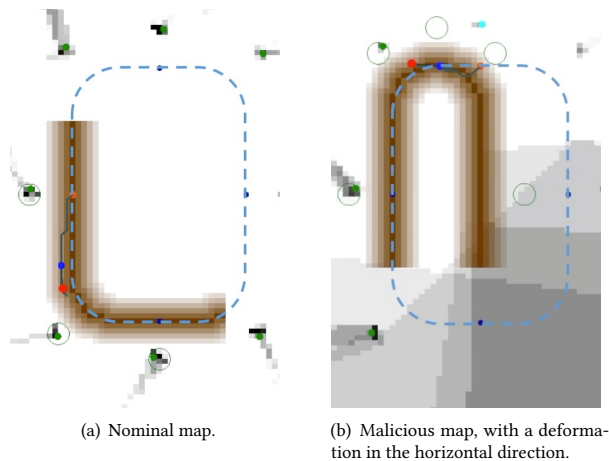 (a) Nominal map.
(b) Malicious map, with a deforma-
tion in the horizontal direction.